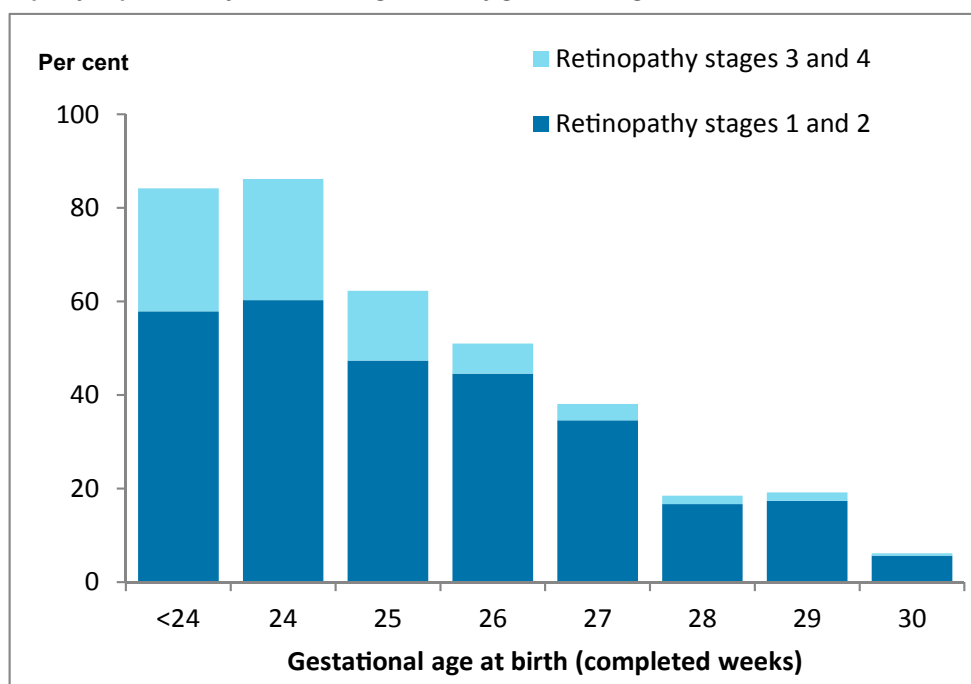 Per cent
Retinopathy stages 3 and 4
Retinopathy stages 1 and 2
100
80
60
40
20
0
<24 24 25 26 27 28 29 30
Gestational age at birth (completed weeks)